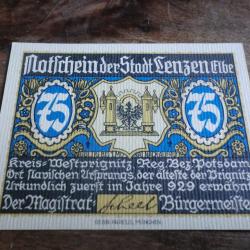 Notschein der Stadt Lenzen Elbe
75 75
Kreis-Westprignitz, Reg. Bez. Potsdam
Ort slavischen Ursprungs, der älteste der Prignitz
Urkundlich zuerst im Jahre 929 erwähnt
Der Magistrat Bürgermeister